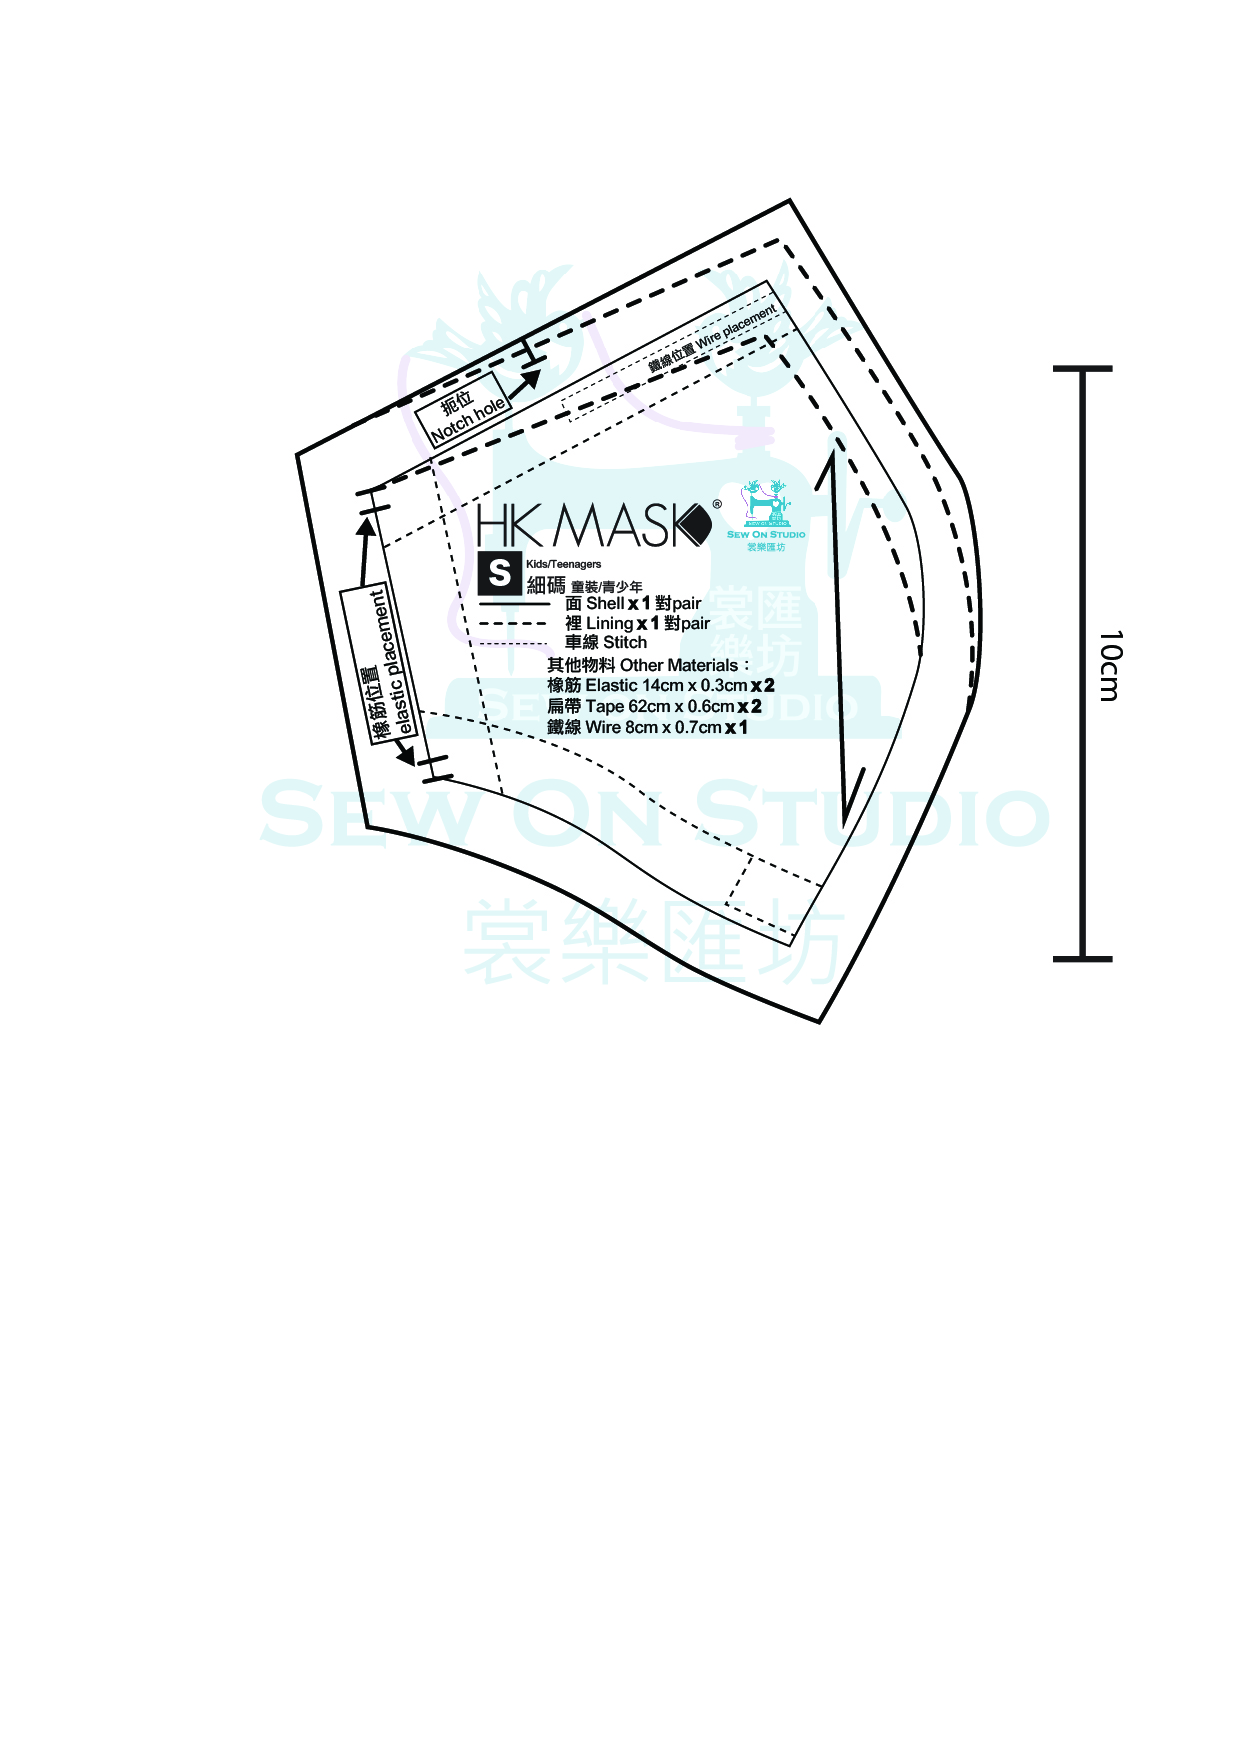 鐵線位置 Wire placement
扼位
Notch hole
HK MASK®
SEW ON STUDIO
裳樂匯坊
S
Kids/Teenagers
細碼 童裝/青少年
面 Shell x 1 對pair
裡 Lining x 1 對pair
車線 Stitch
其他物料 Other Materials：
橡筋 Elastic 14cm x 0.3cm x 2
扁帶 Tape 62cm x 0.6cm x 2
鐵線 Wire 8cm x 0.7cm x 1
橡筋位置
elastic placement
10cm
裳匯
樂坊
SEW ON STUDIO
SEW ON STUDIO
裳樂匯坊